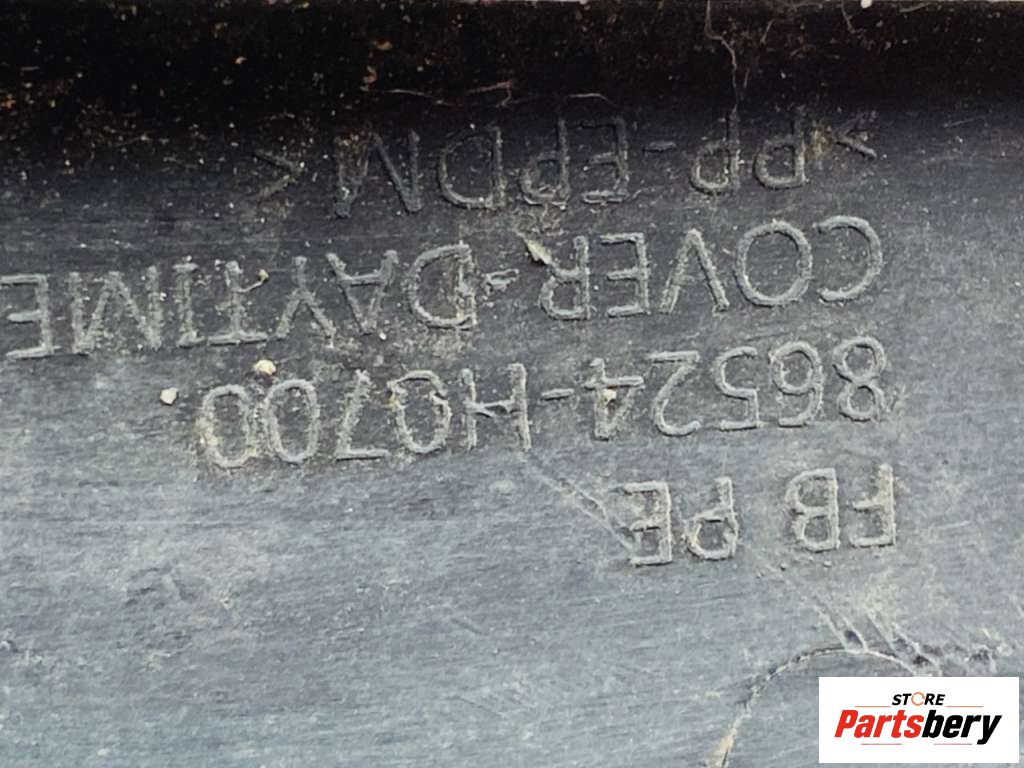 FB PE
86524-H0700
COVER-DAYTIME
>PP-EPDM<
STORE
Partsbery